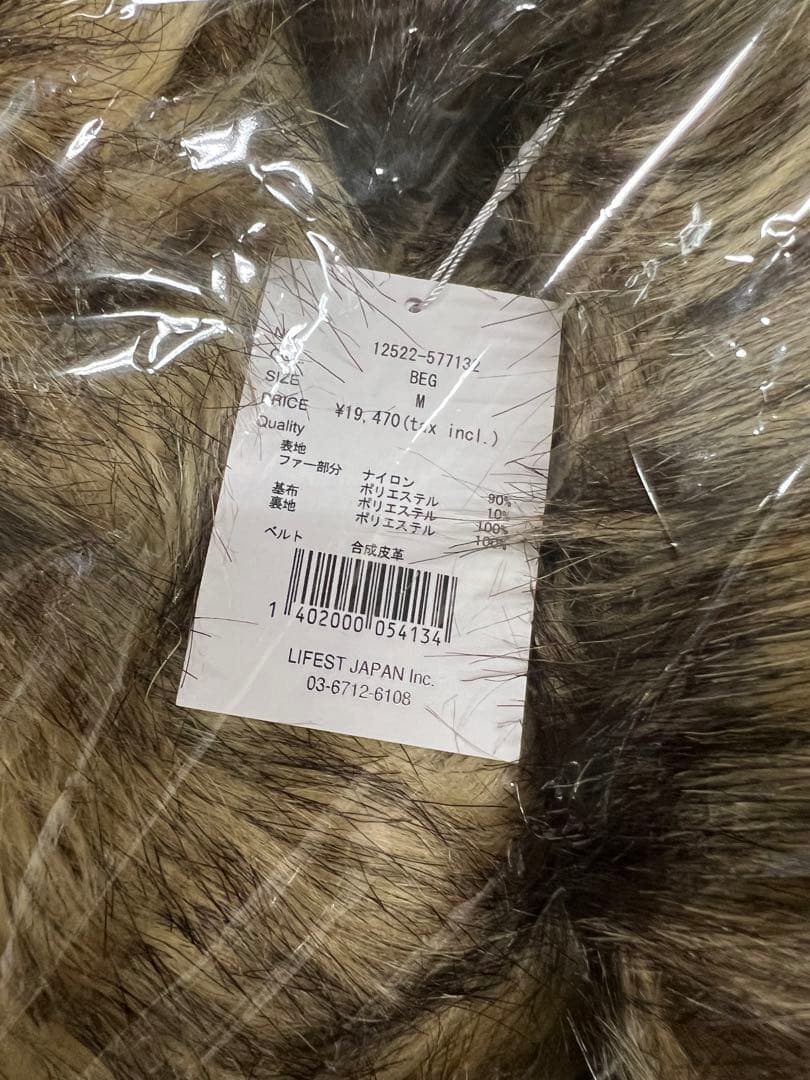 12522-577132
BEG
SIZE M
PRICE ¥19,470(tax incl.)
Quality
表地
ファー部分 ナイロン 90%
ポリエステル 10%
基布 ポリエステル 100%
裏地 ポリエステル 100%
ベルト 合成皮革
1 402000 054134
LIFEST JAPAN Inc.
03-6712-6108